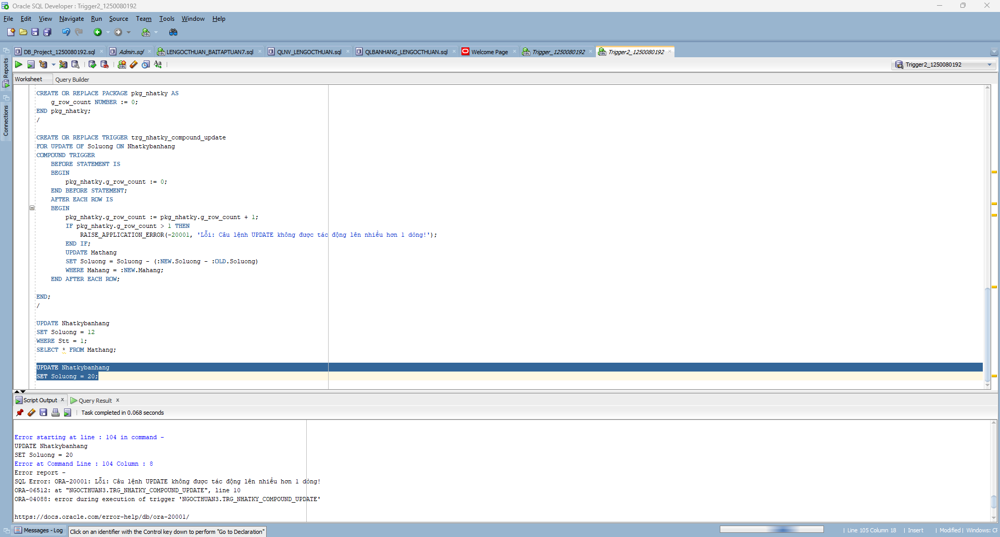 Oracle SQL Developer : Trigger2_1250080192
File Edit View Navigate Run Source Team Tools Window Help
DB_Project_1250080192.sql Admin.sql LENGOCTHUAN_BAITAPTUAN7.sql QLNV_LENGOCTHUAN.sql QLBANHANG_LENGOCTHUAN.sql Welcome Page Trigger_1250080192 Trigger2_1250080192
Trigger2_1250080192
Reports
Connections
Worksheet Query Builder
CREATE OR REPLACE PACKAGE pkg_nhatky AS
g_row_count NUMBER := 0;
END pkg_nhatky;
/
CREATE OR REPLACE TRIGGER trg_nhatky_compound_update
FOR UPDATE OF Soluong ON Nhatkybanhang
COMPOUND TRIGGER
BEFORE STATEMENT IS
BEGIN
pkg_nhatky.g_row_count := 0;
END BEFORE STATEMENT;
AFTER EACH ROW IS
BEGIN
pkg_nhatky.g_row_count := pkg_nhatky.g_row_count + 1;
IF pkg_nhatky.g_row_count > 1 THEN
RAISE_APPLICATION_ERROR(-20001, 'Lỗi: Câu lệnh UPDATE không được tác động lên nhiều hơn 1 dòng!');
END IF;
UPDATE Mathang
SET Soluong = Soluong - (:NEW.Soluong - :OLD.Soluong)
WHERE Mahang = :NEW.Mahang;
END AFTER EACH ROW;
END;
/
UPDATE Nhatkybanhang
SET Soluong = 12
WHERE Stt = 1;
SELECT * FROM Mathang;
UPDATE Nhatkybanhang
SET Soluong = 20;
Script Output x Query Result x
Task completed in 0.068 seconds
Error starting at line : 104 in command -
UPDATE Nhatkybanhang
SET Soluong = 20
Error at Command Line : 104 Column : 8
Error report -
SQL Error: ORA-20001: Lỗi: Câu lệnh UPDATE không được tác động lên nhiều hơn 1 dòng!
ORA-06512: at "NGOCTHUAN3.TRG_NHATKY_COMPOUND_UPDATE", line 10
ORA-04088: error during execution of trigger 'NGOCTHUAN3.TRG_NHATKY_COMPOUND_UPDATE'
https://docs.oracle.com/error-help/db/ora-20001/
Messages - Log Click on an identifier with the Control key down to perform "Go to Declaration" | Line 105 Column 18 | Insert | Modified | Windows: CF